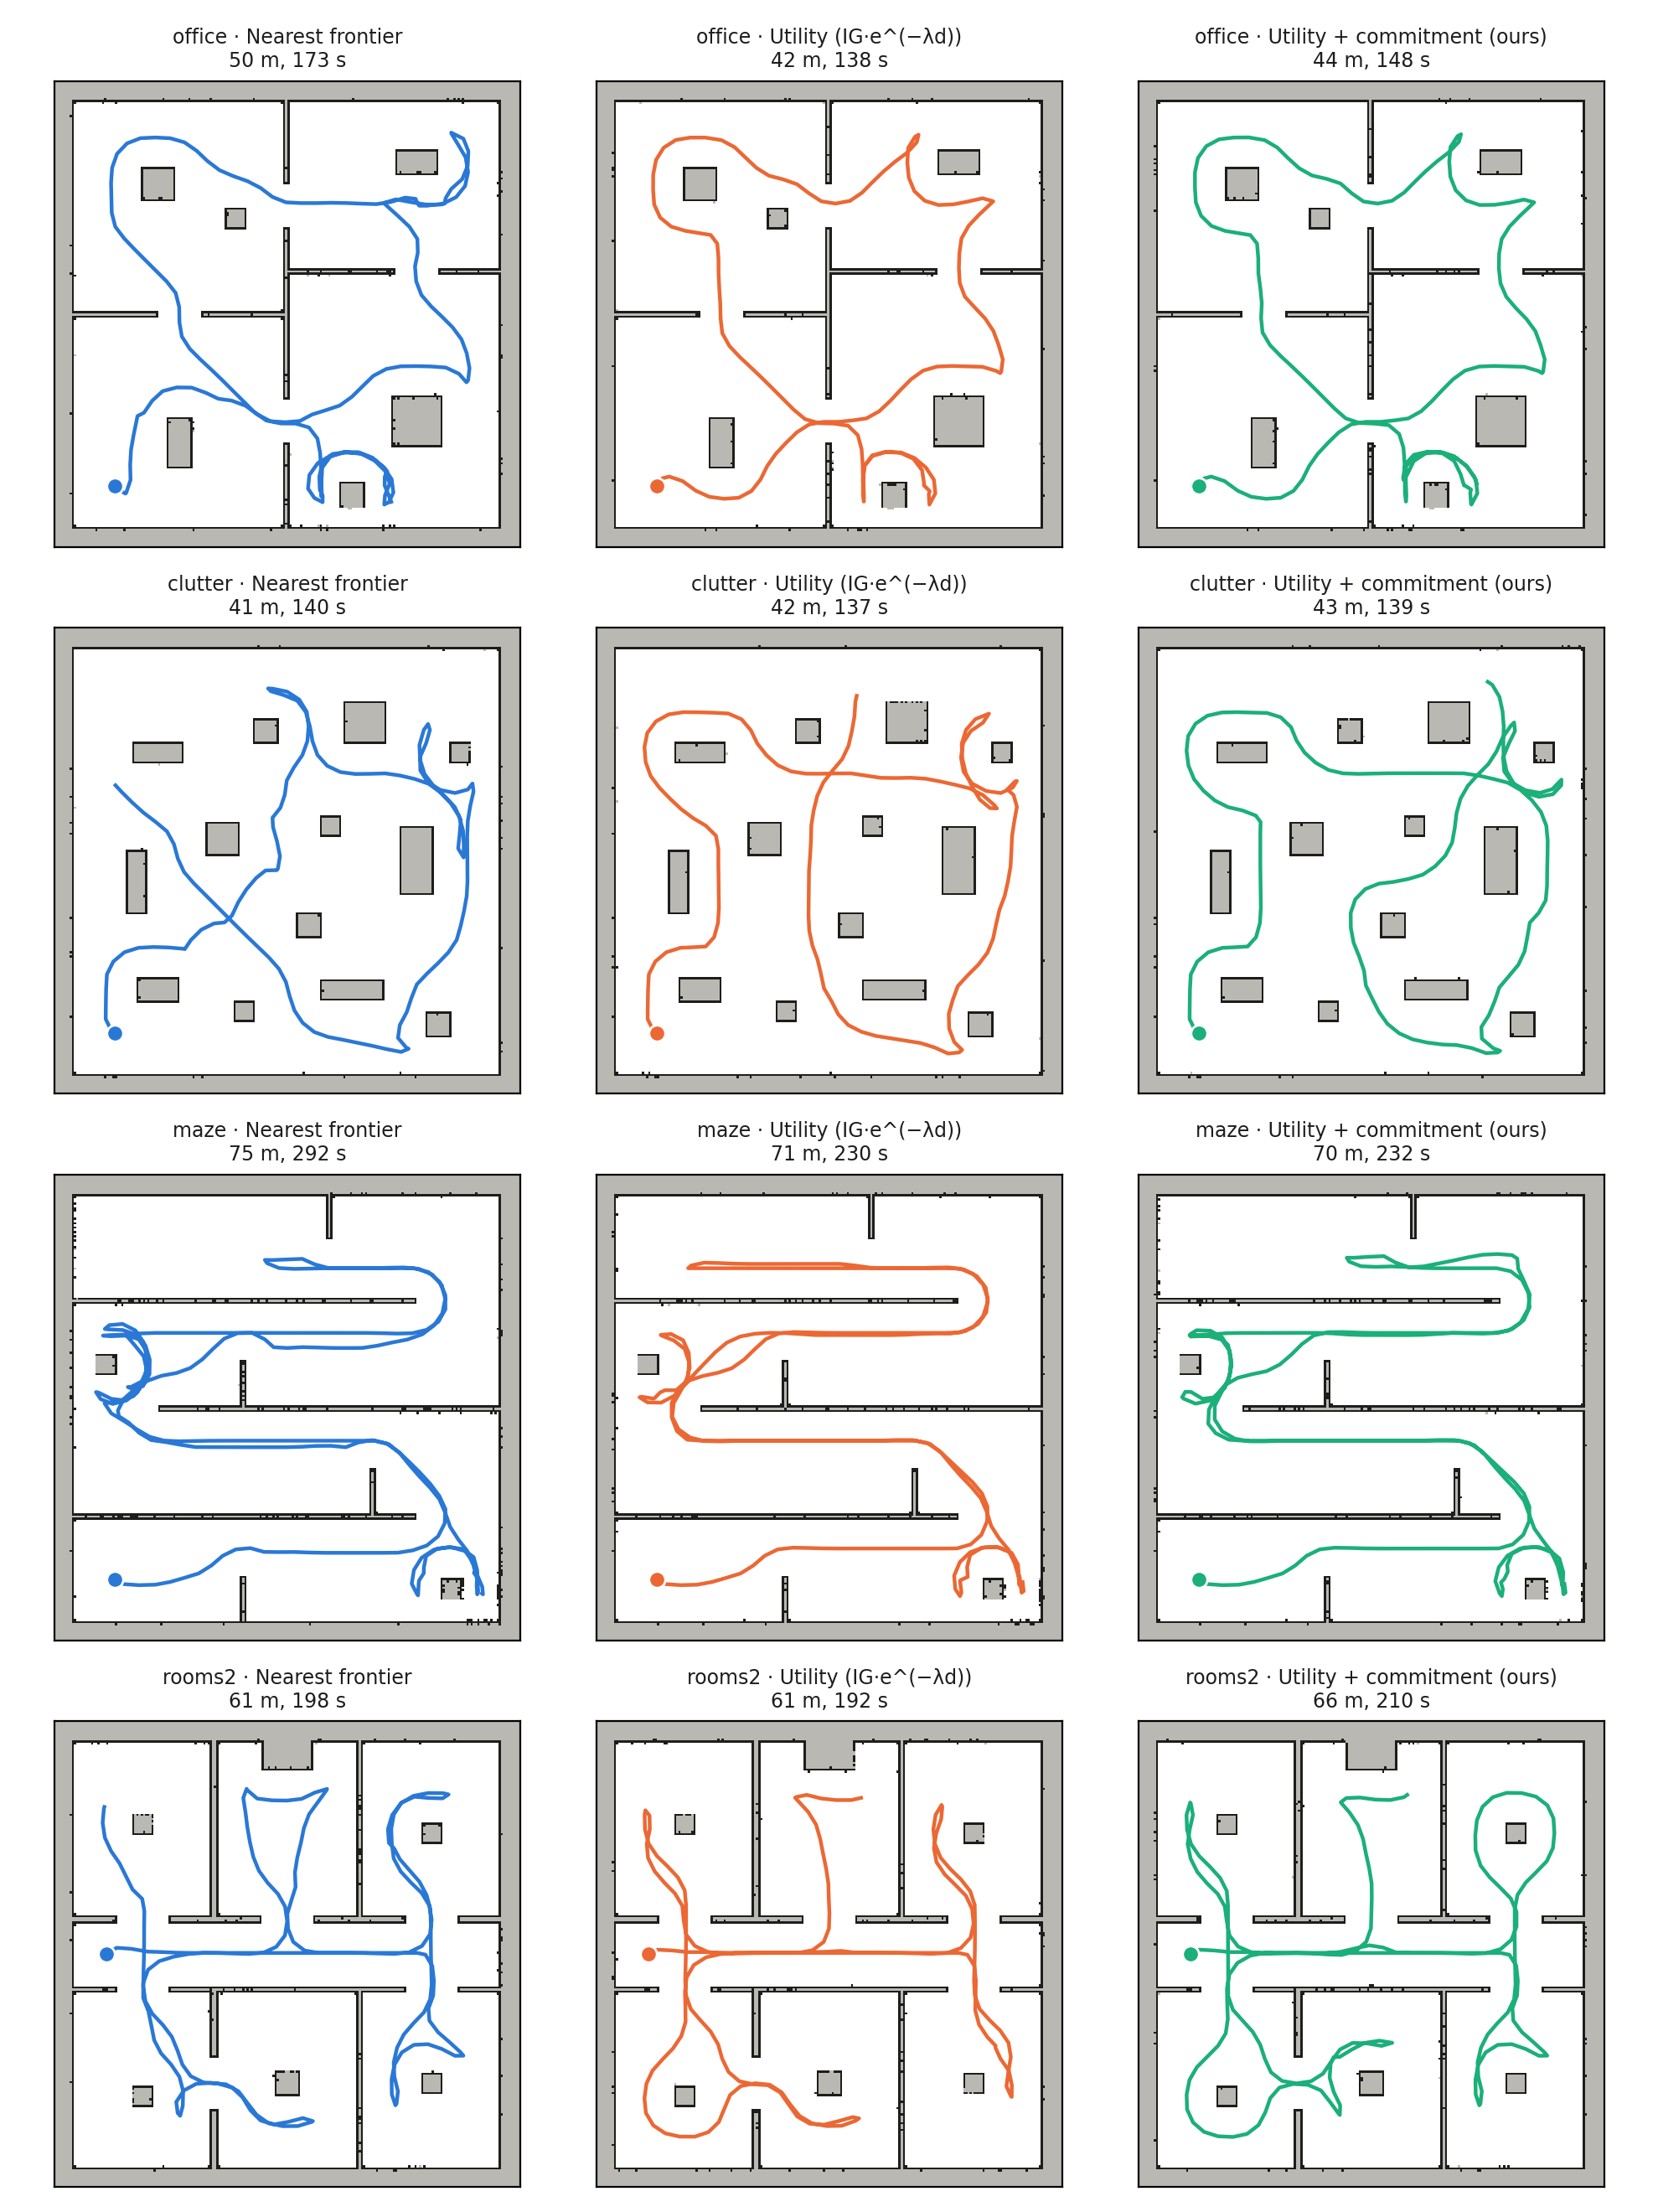 office · Nearest frontier
50 m, 173 s
office · Utility (IG·e^(−λd))
42 m, 138 s
office · Utility + commitment (ours)
44 m, 148 s
clutter · Nearest frontier
41 m, 140 s
clutter · Utility (IG·e^(−λd))
42 m, 137 s
clutter · Utility + commitment (ours)
43 m, 139 s
maze · Nearest frontier
75 m, 292 s
maze · Utility (IG·e^(−λd))
71 m, 230 s
maze · Utility + commitment (ours)
70 m, 232 s
rooms2 · Nearest frontier
61 m, 198 s
rooms2 · Utility (IG·e^(−λd))
61 m, 192 s
rooms2 · Utility + commitment (ours)
66 m, 210 s